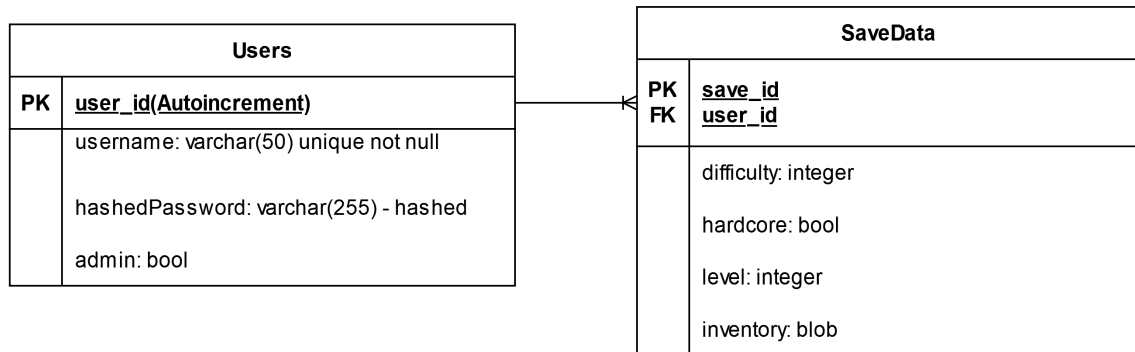 Users
PK user_id(Autoincrement)
username: varchar(50) unique not null
hashedPassword: varchar(255) - hashed
admin: bool
SaveData
PK save_id
FK user_id
difficulty: integer
hardcore: bool
level: integer
inventory: blob